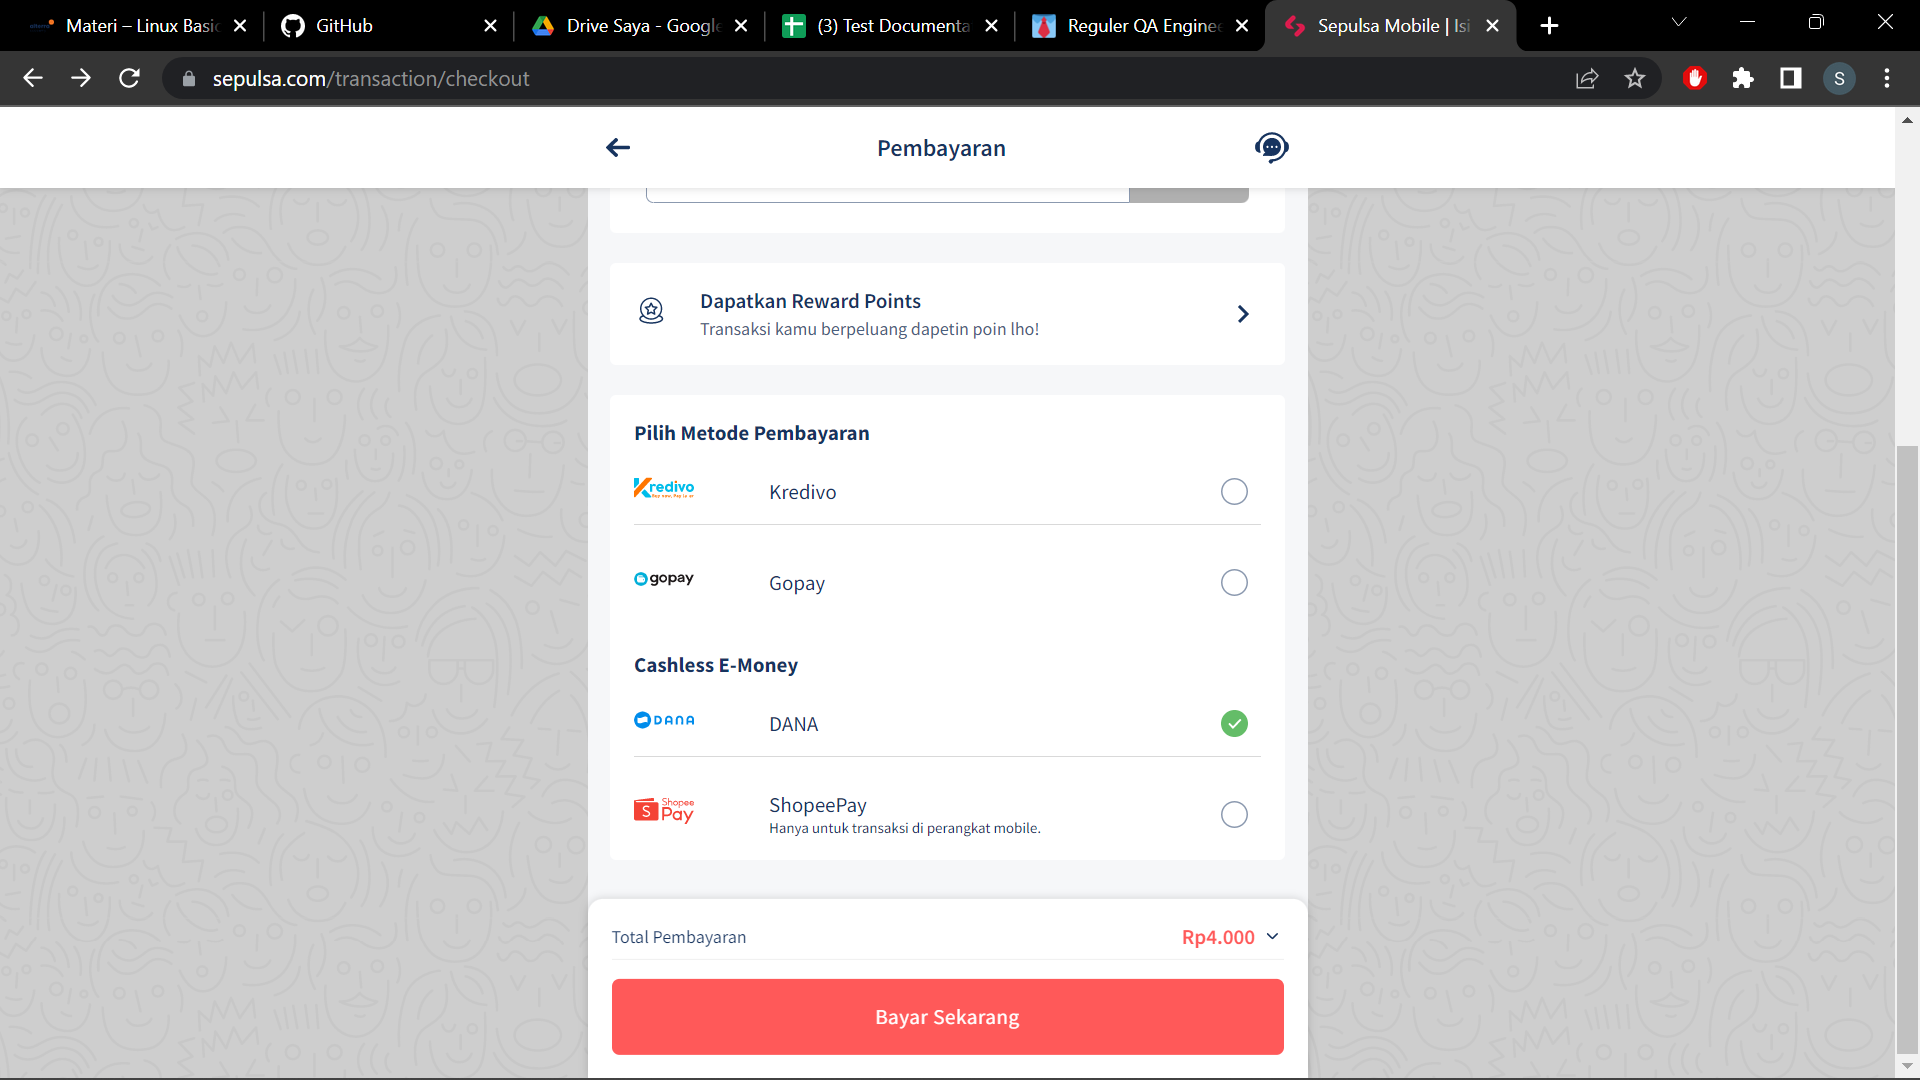 Materi – Linux Basic
GitHub
Drive Saya - Google
(3) Test Documenta
Reguler QA Enginee
Sepulsa Mobile | Isi
sepulsa.com/transaction/checkout
S
Pembayaran
Dapatkan Reward Points
Transaksi kamu berpeluang dapetin poin lho!
Pilih Metode Pembayaran
Kredivo
Kredivo
gopay
Gopay
Cashless E-Money
DANA
DANA
S Shopee Pay
ShopeePay
Hanya untuk transaksi di perangkat mobile.
Total Pembayaran
Rp4.000
Bayar Sekarang